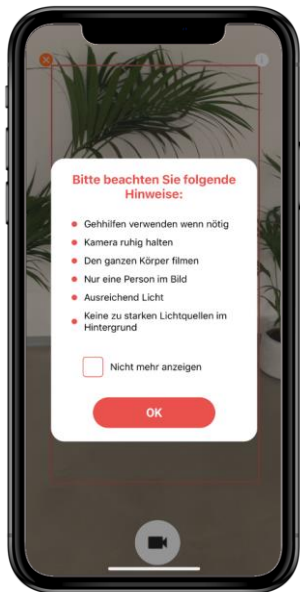 Bitte beachten Sie folgende
Hinweise:
Gehhilfen verwenden wenn nötig
Kamera ruhig halten
Den ganzen Körper filmen
Nur eine Person im Bild
Ausreichend Licht
Keine zu starken Lichtquellen im
Hintergrund
Nicht mehr anzeigen
OK